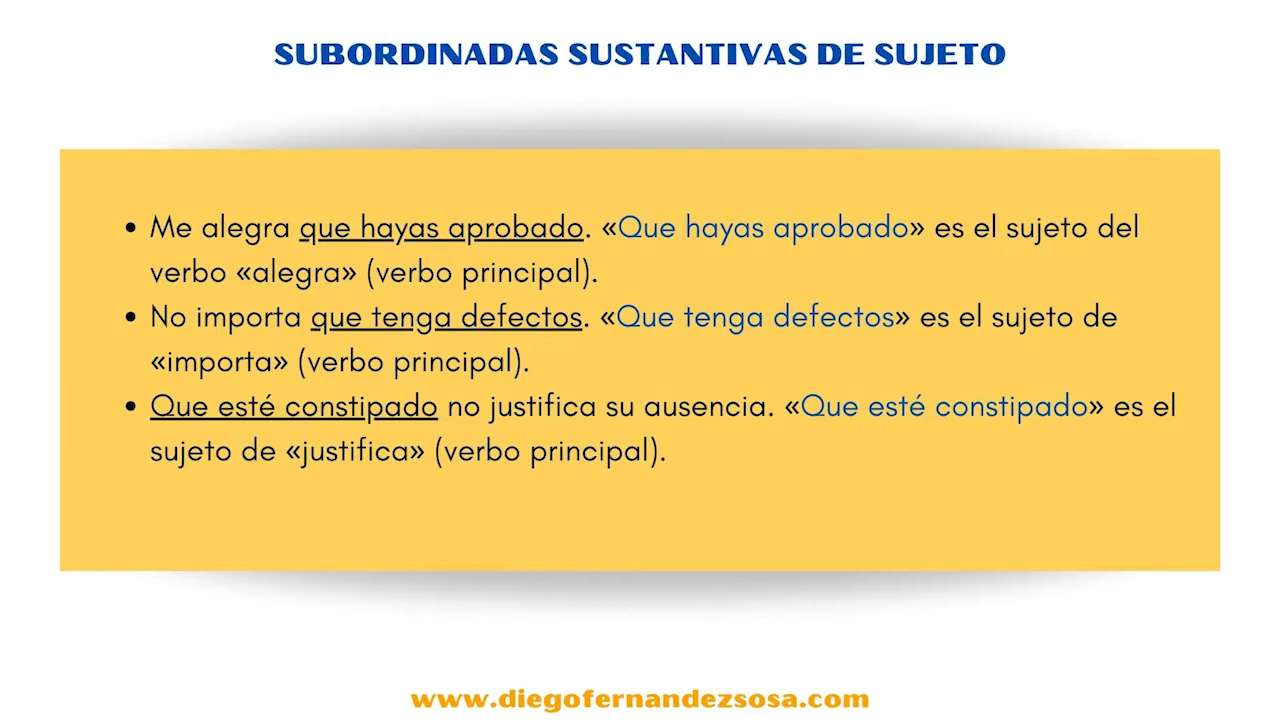 SUBORDINADAS SUSTANTIVAS DE SUJETO
• Me alegra que hayas aprobado. «Que hayas aprobado» es el sujeto del
verbo «alegra» (verbo principal).
• No importa que tenga defectos. «Que tenga defectos» es el sujeto de
«importa» (verbo principal).
• Que esté constipado no justifica su ausencia. «Que esté constipado» es el
sujeto de «justifica» (verbo principal).
www.diegofernandezsosa.com